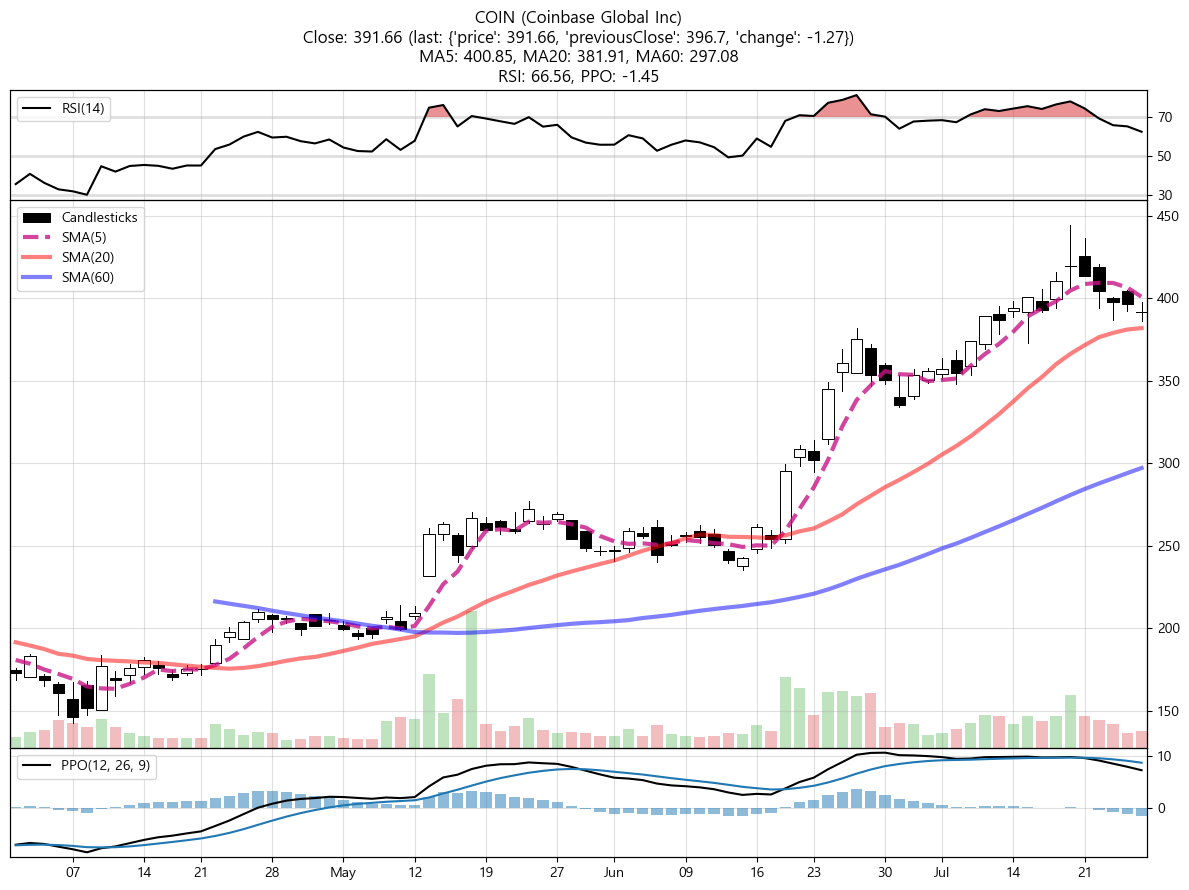 COIN (Coinbase Global Inc)
Close: 391.66 (last: {'price': 391.66, 'previousClose': 396.7, 'change': -1.27})
MA5: 400.85, MA20: 381.91, MA60: 297.08
RSI: 66.56, PPO: -1.45
RSI(14)
70
50
30
Candlesticks
SMA(5)
SMA(20)
SMA(60)
450
400
350
300
250
200
150
PPO(12, 26, 9)
10
0
07 14 21 28 May 12 19 27 Jun 09 16 23 30 Jul 14 21